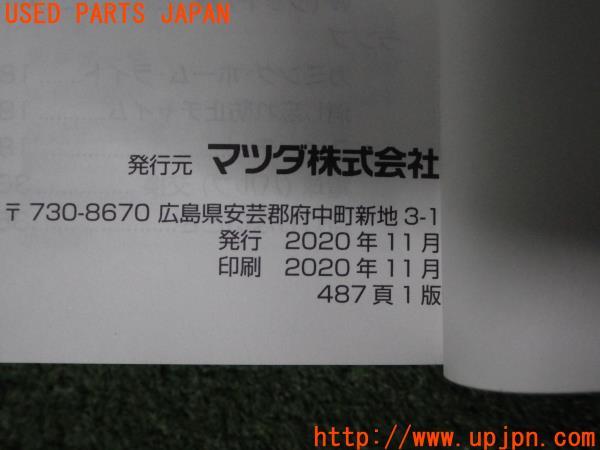 USED PARTS JAPAN
発行元 マツダ株式会社
〒730-8670 広島県安芸郡府中町新地 3-1
発行 2020年11月
印刷 2020年11月
487頁1版
http://www.upjpn.com/